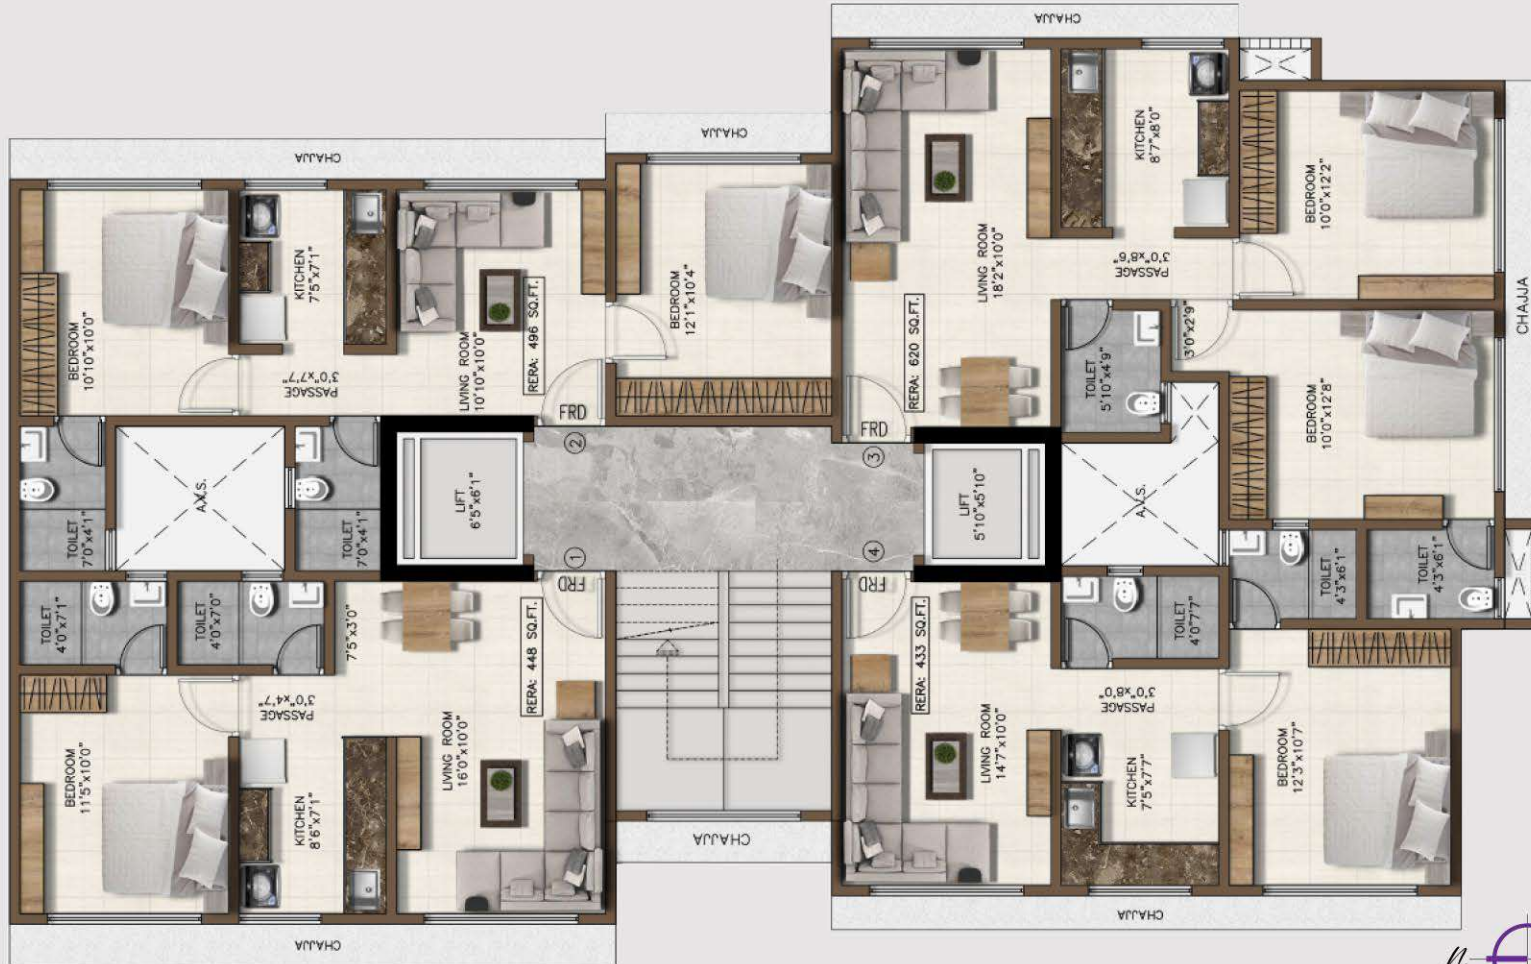 CHAJJA
CHAJJA
CHAJJA
BEDROOM
10'10"x10'0"
KITCHEN
7'5"x7'1"
PASSAGE
3'0"x7'7"
LIVING ROOM
10'10"x10'0"
RERA: 496 SQ.FT.
FRD
BEDROOM
12'1"x10'4"
LIVING ROOM
18'2"x10'0"
RERA: 620 SQ.FT.
FRD
KITCHEN
8'7"x8'0"
PASSAGE
3'0"x8'6"
BEDROOM
10'0"x12'2"
3'0"x2'9"
TOILET
5'10"x4'9"
BEDROOM
10'0"x12'8"
CHAJJA
TOILET
7'0"x4'1"
A.V.S.
TOILET
7'0"x4'1"
LIFT
6'5"x6'1"
2
1
3
4
LIFT
5'10"x5'10"
A.V.S.
TOILET
4'3"x6'1"
TOILET
4'3"x6'1"
TOILET
4'0"x7'1"
TOILET
4'0"x7'0"
7'5"x3'0"
FRD
RERA: 448 SQ.FT.
PASSAGE
3'0"x4'7"
BEDROOM
11'5"x10'0"
KITCHEN
8'6"x7'1"
LIVING ROOM
16'0"x10'0"
CHAJJA
CHAJJA
FRD
RERA: 433 SQ.FT.
LIVING ROOM
14'7"x10'0"
TOILET
4'0"7'7"
PASSAGE
3'0"x8'0"
KITCHEN
7'5"x7'7"
BEDROOM
12'3"x10'7"
CHAJJA
n